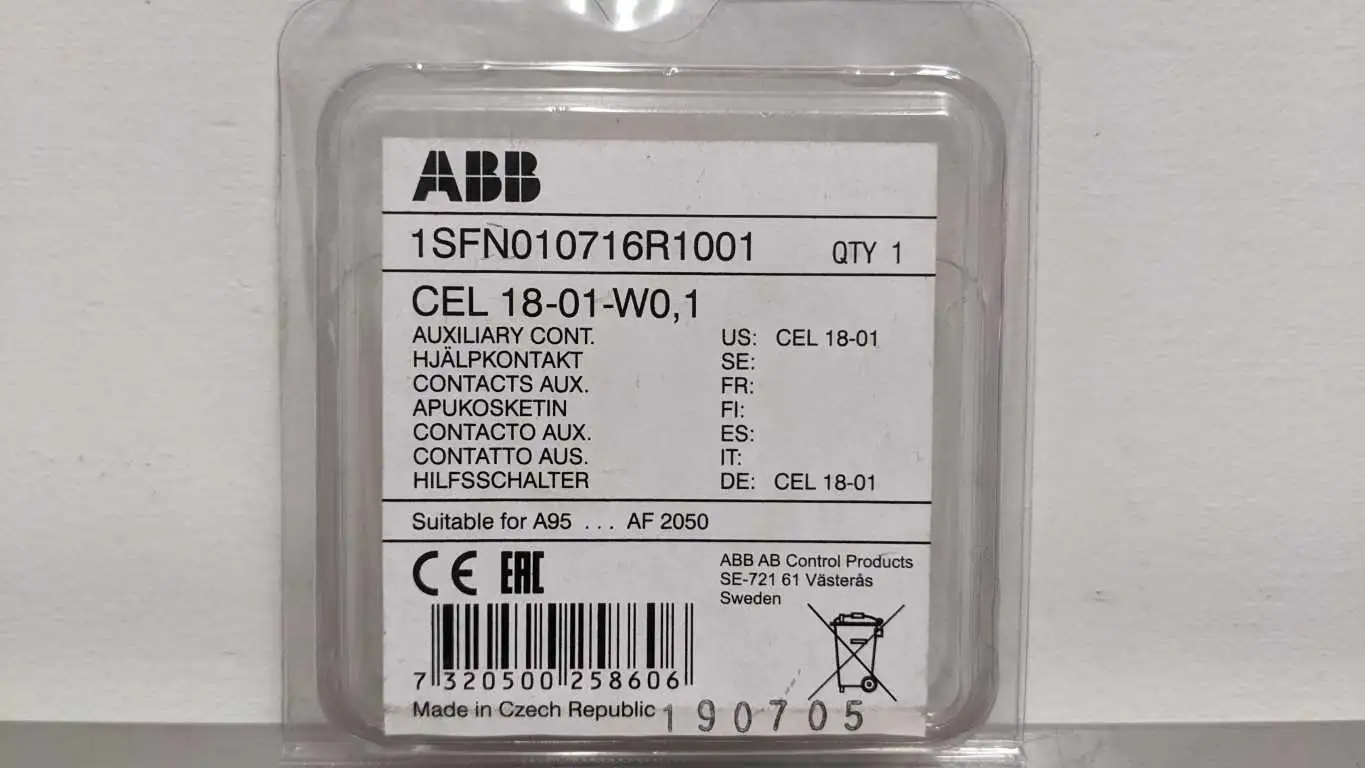 ABB
1SFN010716R1001 QTY 1
CEL 18-01-W0,1
AUXILIARY CONT. US: CEL 18-01
HJÄLPKONTAKT SE:
CONTACTS AUX. FR:
APUKOSKETIN FI:
CONTACTO AUX. ES:
CONTATTO AUS. IT:
HILFSSCHALTER DE: CEL 18-01
Suitable for A95 ... AF 2050
CE EAC
ABB AB Control Products
SE-721 61 Västerås
Sweden
7 320500 258606
Made in Czech Republic 190705